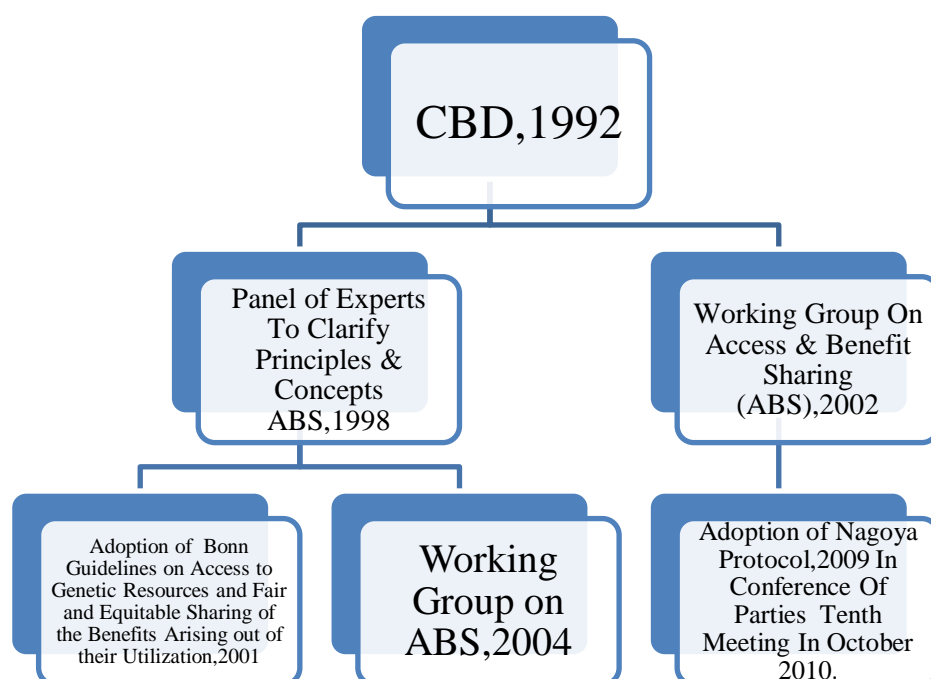 CBD,1992
Panel of Experts
To Clarify
Principles &
Concepts
ABS,1998
Working Group On
Access & Benefit
Sharing
(ABS),2002
Adoption of Bonn
Guidelines on Access to
Genetic Resources and Fair
and Equitable Sharing of
the Benefits Arising out of
their Utilization,2001
Working
Group on
ABS,2004
Adoption of Nagoya
Protocol,2009 In
Conference Of
Parties Tenth
Meeting In October
2010.